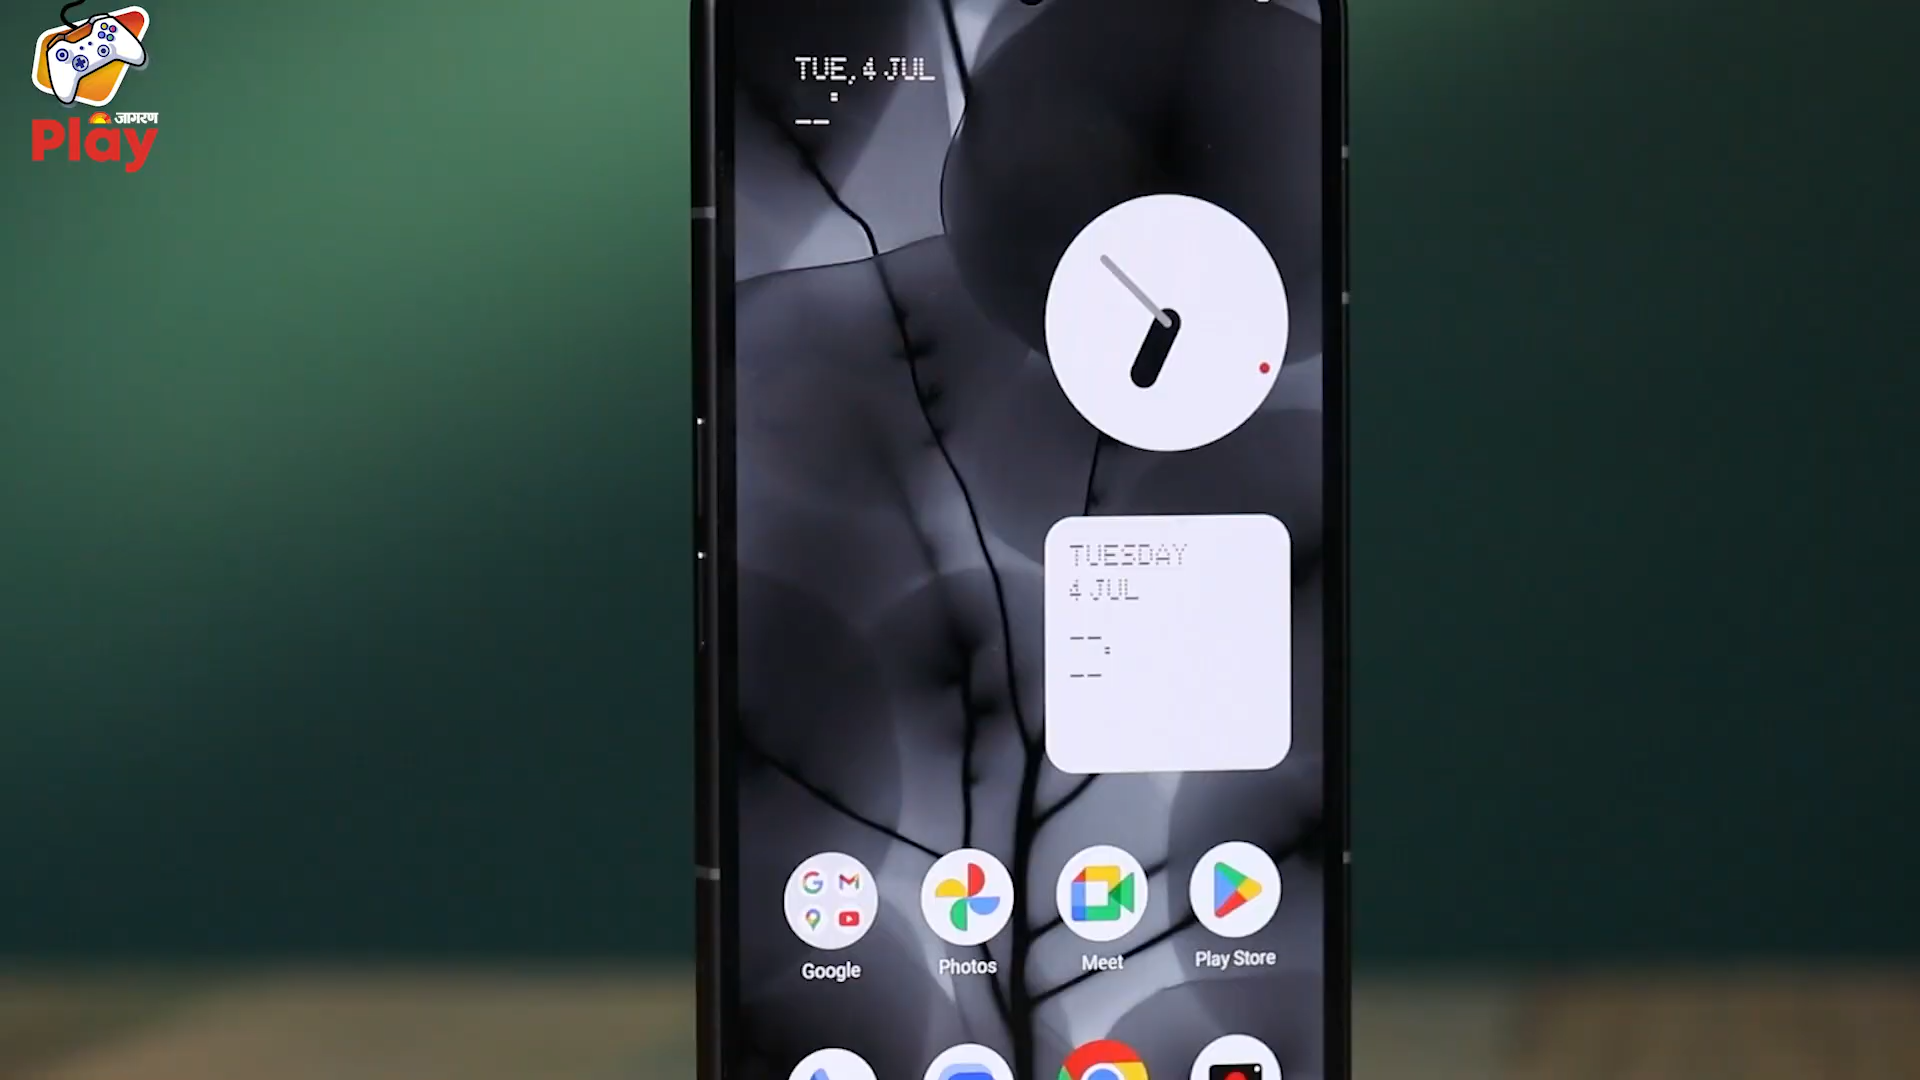 जागरण
Play
TUE, 4 JUL
--:
--
TUESDAY
4 JUL
--:
--
Google
Photos
Meet
Play Store